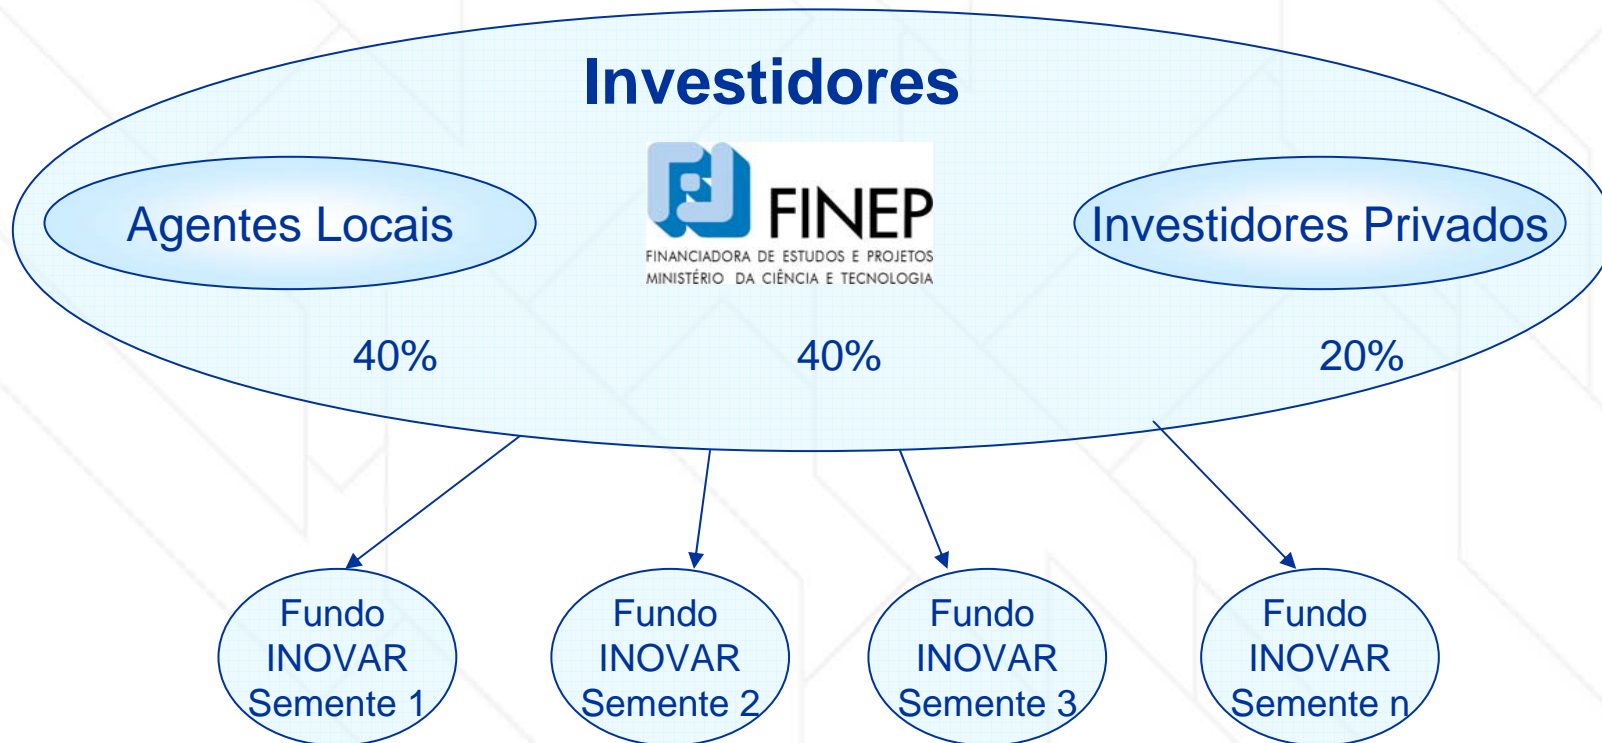 Investidores
Agentes Locais
FINEP
FINANCIADORA DE ESTUDOS E PROJETOS
MINISTÉRIO DA CIÊNCIA E TECNOLOGIA
Investidores Privados
40%
40%
20%
Fundo
INOVAR
Semente 1
Fundo
INOVAR
Semente 2
Fundo
INOVAR
Semente 3
Fundo
INOVAR
Semente n